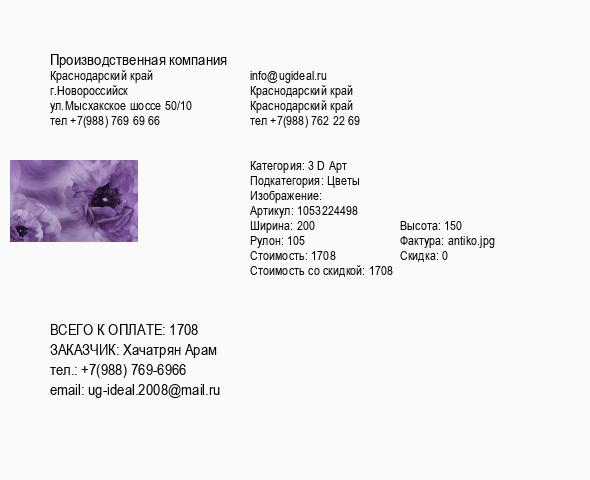 Производственная компания
Краснодарский край
г.Новороссийск
ул.Мысхакское шоссе 50/10
тел +7(988) 769 69 66
info@ugideal.ru
Краснодарский край
Краснодарский край
тел +7(988) 762 22 69
Категория: 3 D Арт
Подкатегория: Цветы
Изображение:
Артикул: 1053224498
Ширина: 200 Высота: 150
Рулон: 105 Фактура: antiko.jpg
Стоимость: 1708 Скидка: 0
Стоимость со скидкой: 1708
ВСЕГО К ОПЛАТЕ: 1708
ЗАКАЗЧИК: Хачатрян Арам
тел.: +7(988) 769-6966
email: ug-ideal.2008@mail.ru